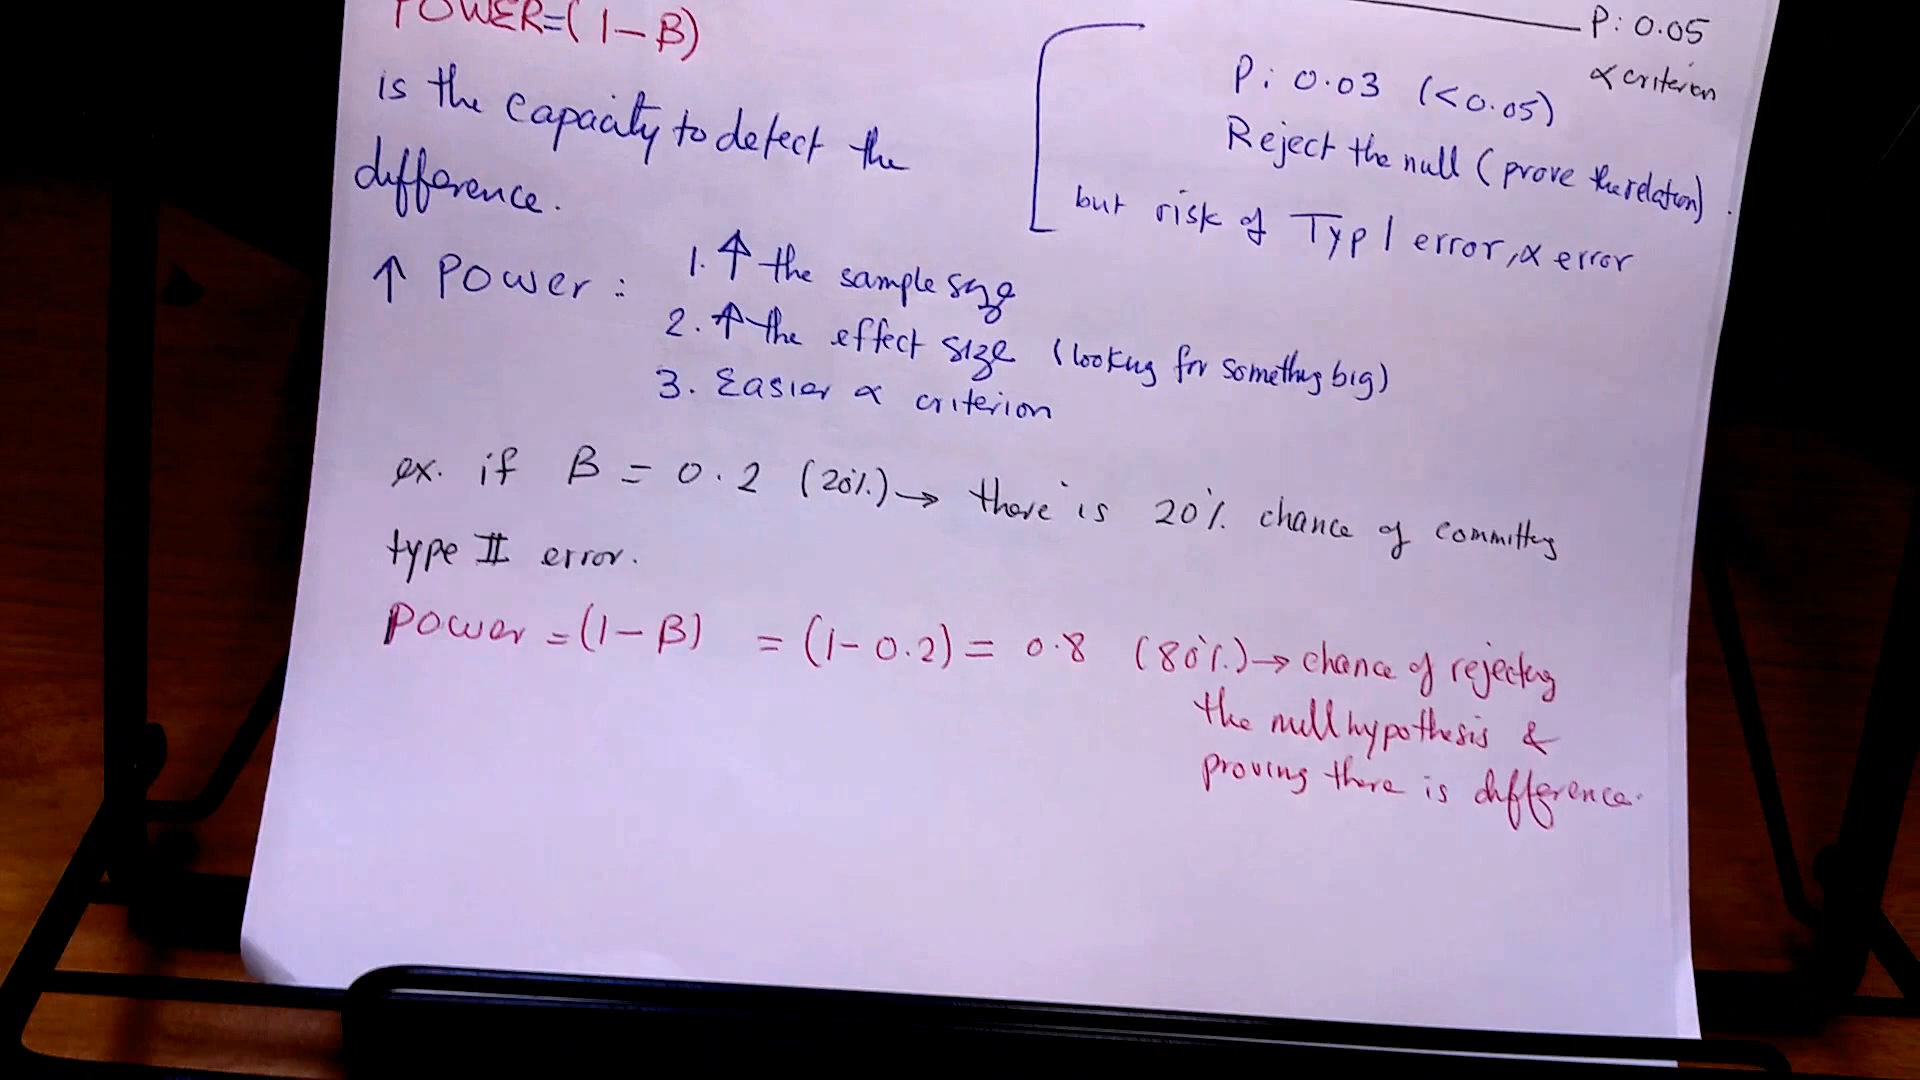 POWER=(1-β)
is the capacity to detect the
difference.
P: 0.05
α criterion
P: 0.03 (<0.05)
Reject the null (prove the relation)
but risk of Typ I error, α error
↑ Power :
1. ↑ the sample size
2. ↑ the effect size (looking for something big)
3. Easier α criterion
ex. if β = 0.2 (20%) → there is 20% chance of committing
type II error.
Power = (1-β) = (1-0.2) = 0.8 (80%) → chance of rejecting
the null hypothesis &
proving there is difference.